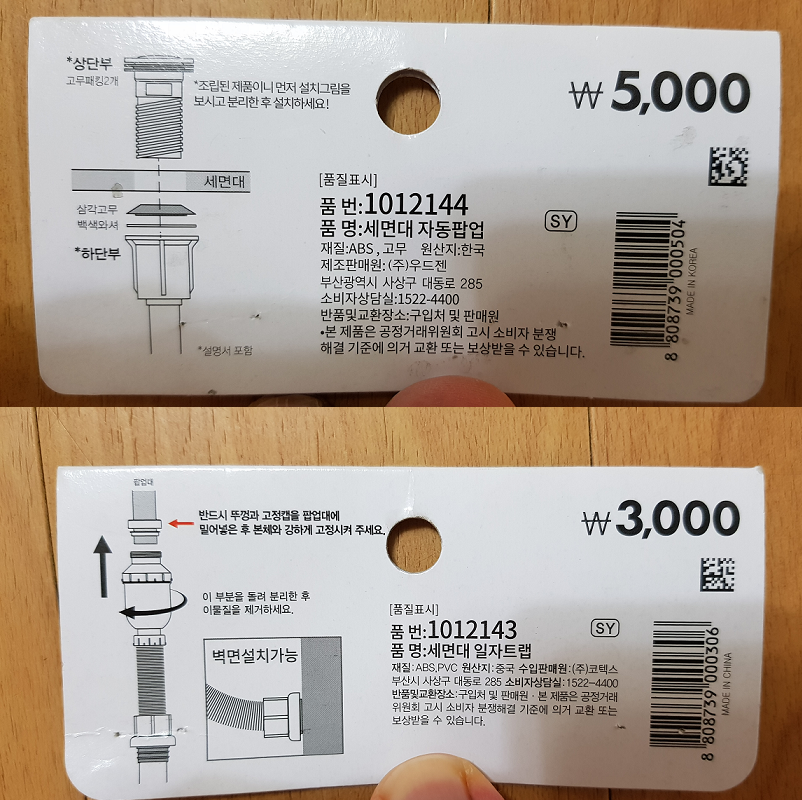 *상단부
고무패킹2개
*조립된 제품이니 먼저 설치그림을
보시고 분리한 후 설치하세요!
₩ 5,000
세면대
삼각고무
백색와셔
*하단부
*설명서 포함
[품질표시]
품 번:1012144
품 명:세면대 자동팝업
SY
재질:ABS, 고무 원산지:한국
제조판매원:(주)우드젠
부산광역시 사상구 대동로 285
소비자상담실:1522-4400
반품및교환장소:구입처 및 판매원
•본 제품은 공정거래위원회 고시 소비자 분쟁
해결 기준에 의거 교환 또는 보상받을 수 있습니다.
8 808739 000504
MADE IN KOREA
팝업대
반드시 뚜껑과 고정캡을 팝업대에
밀어넣은 후 본체와 강하게 고정시켜 주세요.
이 부분을 돌려 분리한 후
이물질을 제거하세요.
벽면설치가능
₩ 3,000
[품질표시]
품 번:1012143
품 명:세면대 일자트랩
SY
재질:ABS,PVC 원산지:중국 수입판매원:(주)코텍스
부산시 사상구 대동로 285 소비자상담실:1522-4400
반품및교환장소:구입처 및 판매원 · 본 제품은 공정거래
위원회 고시 소비자 분쟁해결 기준에 의거 교환 또는
보상받을 수 있습니다.
8 808739 000306
MADE IN CHINA